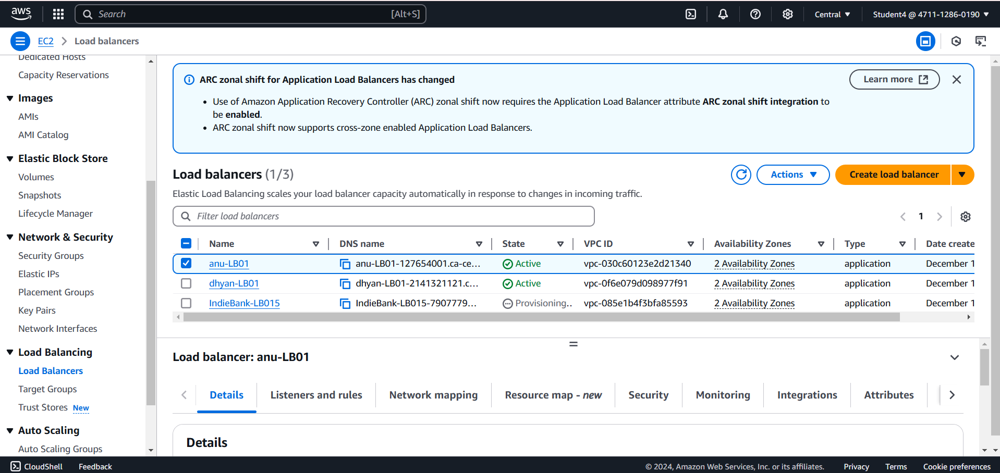 aws
Search [Alt+S]
Central
Student4 @ 4711-1286-0190
EC2 Load balancers
Dedicated Hosts
Capacity Reservations
Images
AMIs
AMI Catalog
Elastic Block Store
Volumes
Snapshots
Lifecycle Manager
Network & Security
Security Groups
Elastic IPs
Placement Groups
Key Pairs
Network Interfaces
Load Balancing
Load Balancers
Target Groups
Trust Stores New
Auto Scaling
Auto Scaling Groups
ARC zonal shift for Application Load Balancers has changed
Learn more
• Use of Amazon Application Recovery Controller (ARC) zonal shift now requires the Application Load Balancer attribute ARC zonal shift integration to
be enabled.
• ARC zonal shift now supports cross-zone enabled Application Load Balancers.
Load balancers (1/3)
Actions
Create load balancer
Elastic Load Balancing scales your load balancer capacity automatically in response to changes in incoming traffic.
Filter load balancers
1
Name DNS name State VPC ID Availability Zones Type Date create
anu-LB01 anu-LB01-127654001.ca-ce... Active vpc-030c60123e2d21340 2 Availability Zones application December 1
dhyan-LB01 dhyan-LB01-2141321121.c... Active vpc-0f6e079d098977f91 2 Availability Zones application December 1
IndieBank-LB015 IndieBank-LB015-7907779... Provisioning.. vpc-085e1b4f3bfa85593 2 Availability Zones application December 1
Load balancer: anu-LB01
Details Listeners and rules Network mapping Resource map - new Security Monitoring Integrations Attributes
Details
CloudShell Feedback
© 2024, Amazon Web Services, Inc. or its affiliates. Privacy Terms Cookie preferences